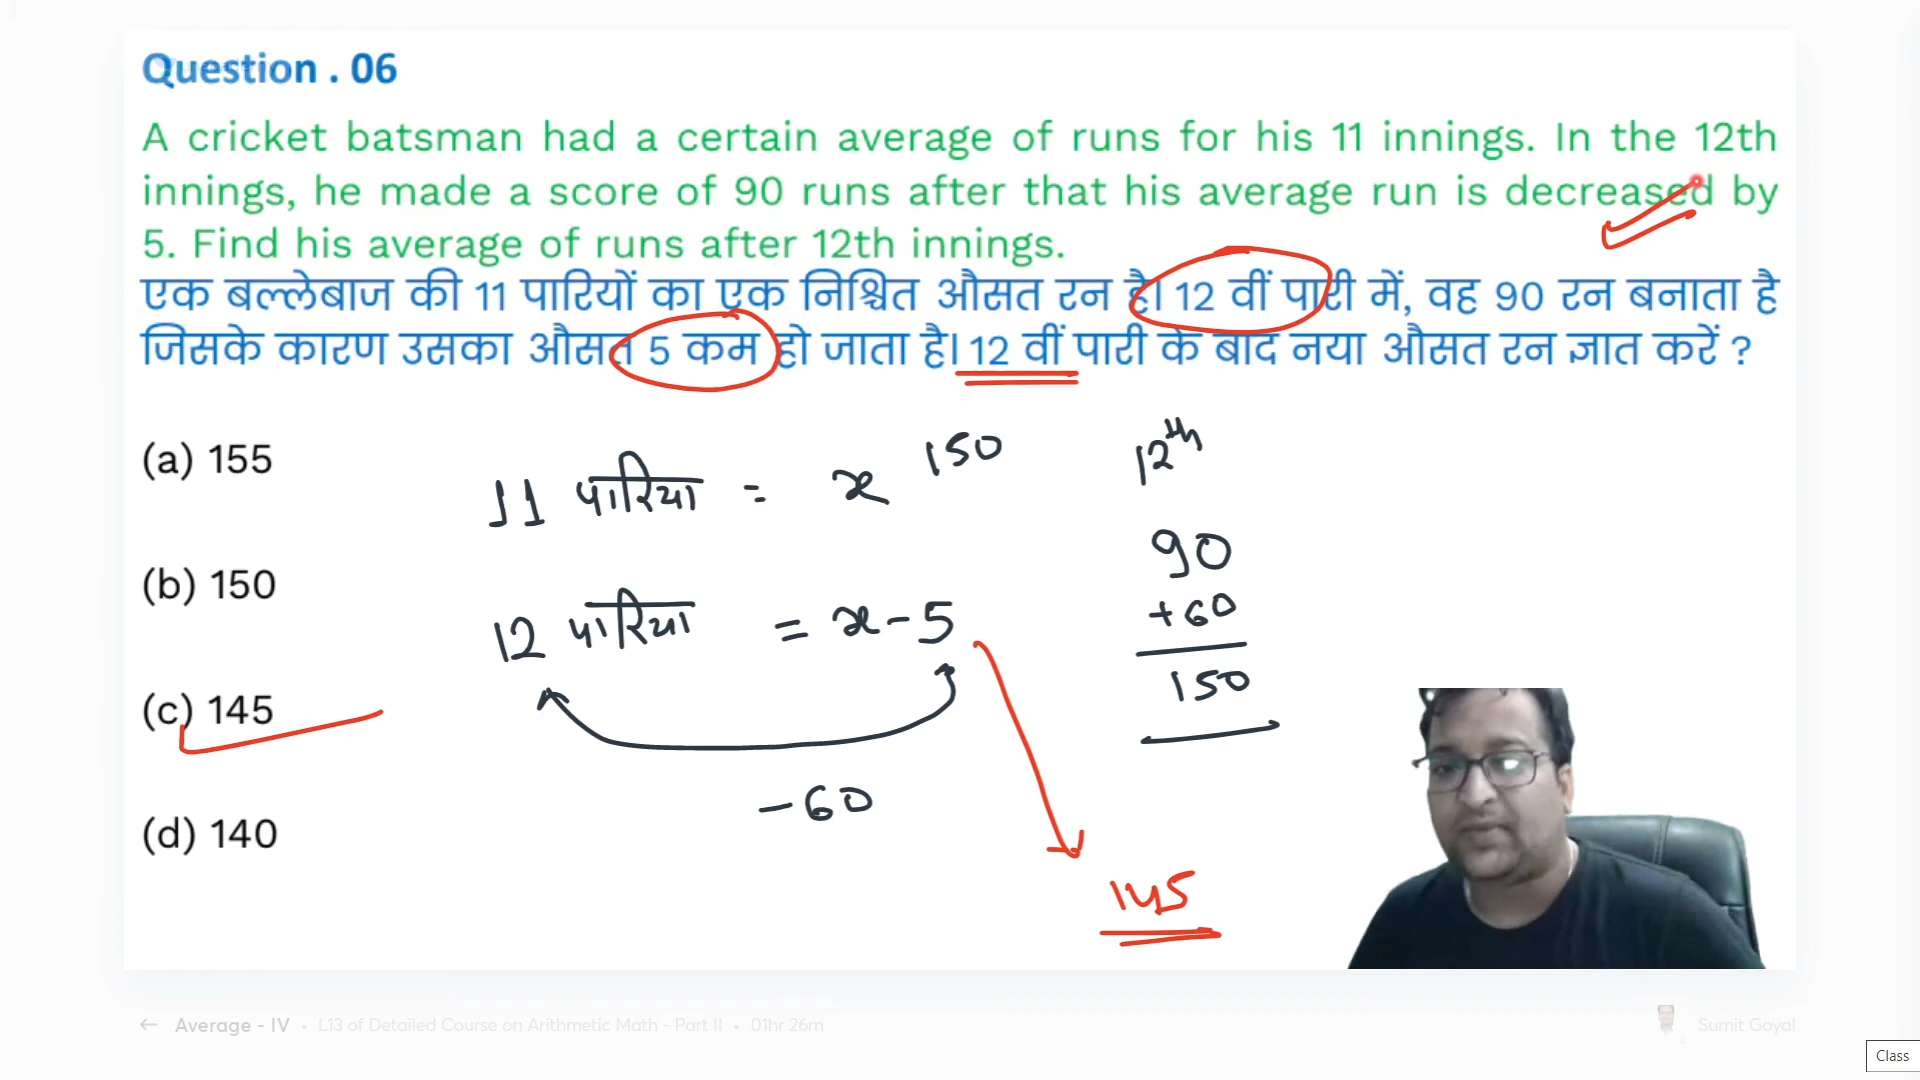 Question . 06
A cricket batsman had a certain average of runs for his 11 innings. In the 12th
innings, he made a score of 90 runs after that his average run is decreased by
5. Find his average of runs after 12th innings.
एक बल्लेबाज की 11 पारियों का एक निश्चित औसत रन है। 12 वीं पारी में, वह 90 रन बनाता है
जिसके कारण उसका औसत 5 कम हो जाता है। 12 वीं पारी के बाद नया औसत रन ज्ञात करें ?
(a) 155
(b) 150
(c) 145
(d) 140
11 पारिया = x 150
12 पारिया = x - 5
- 60
12th
90
+ 60
150
145
Average - IV • L13 of Detailed Course on Arithmetic Math - Part II • 01hr 26m
Sumit Goyal
Class